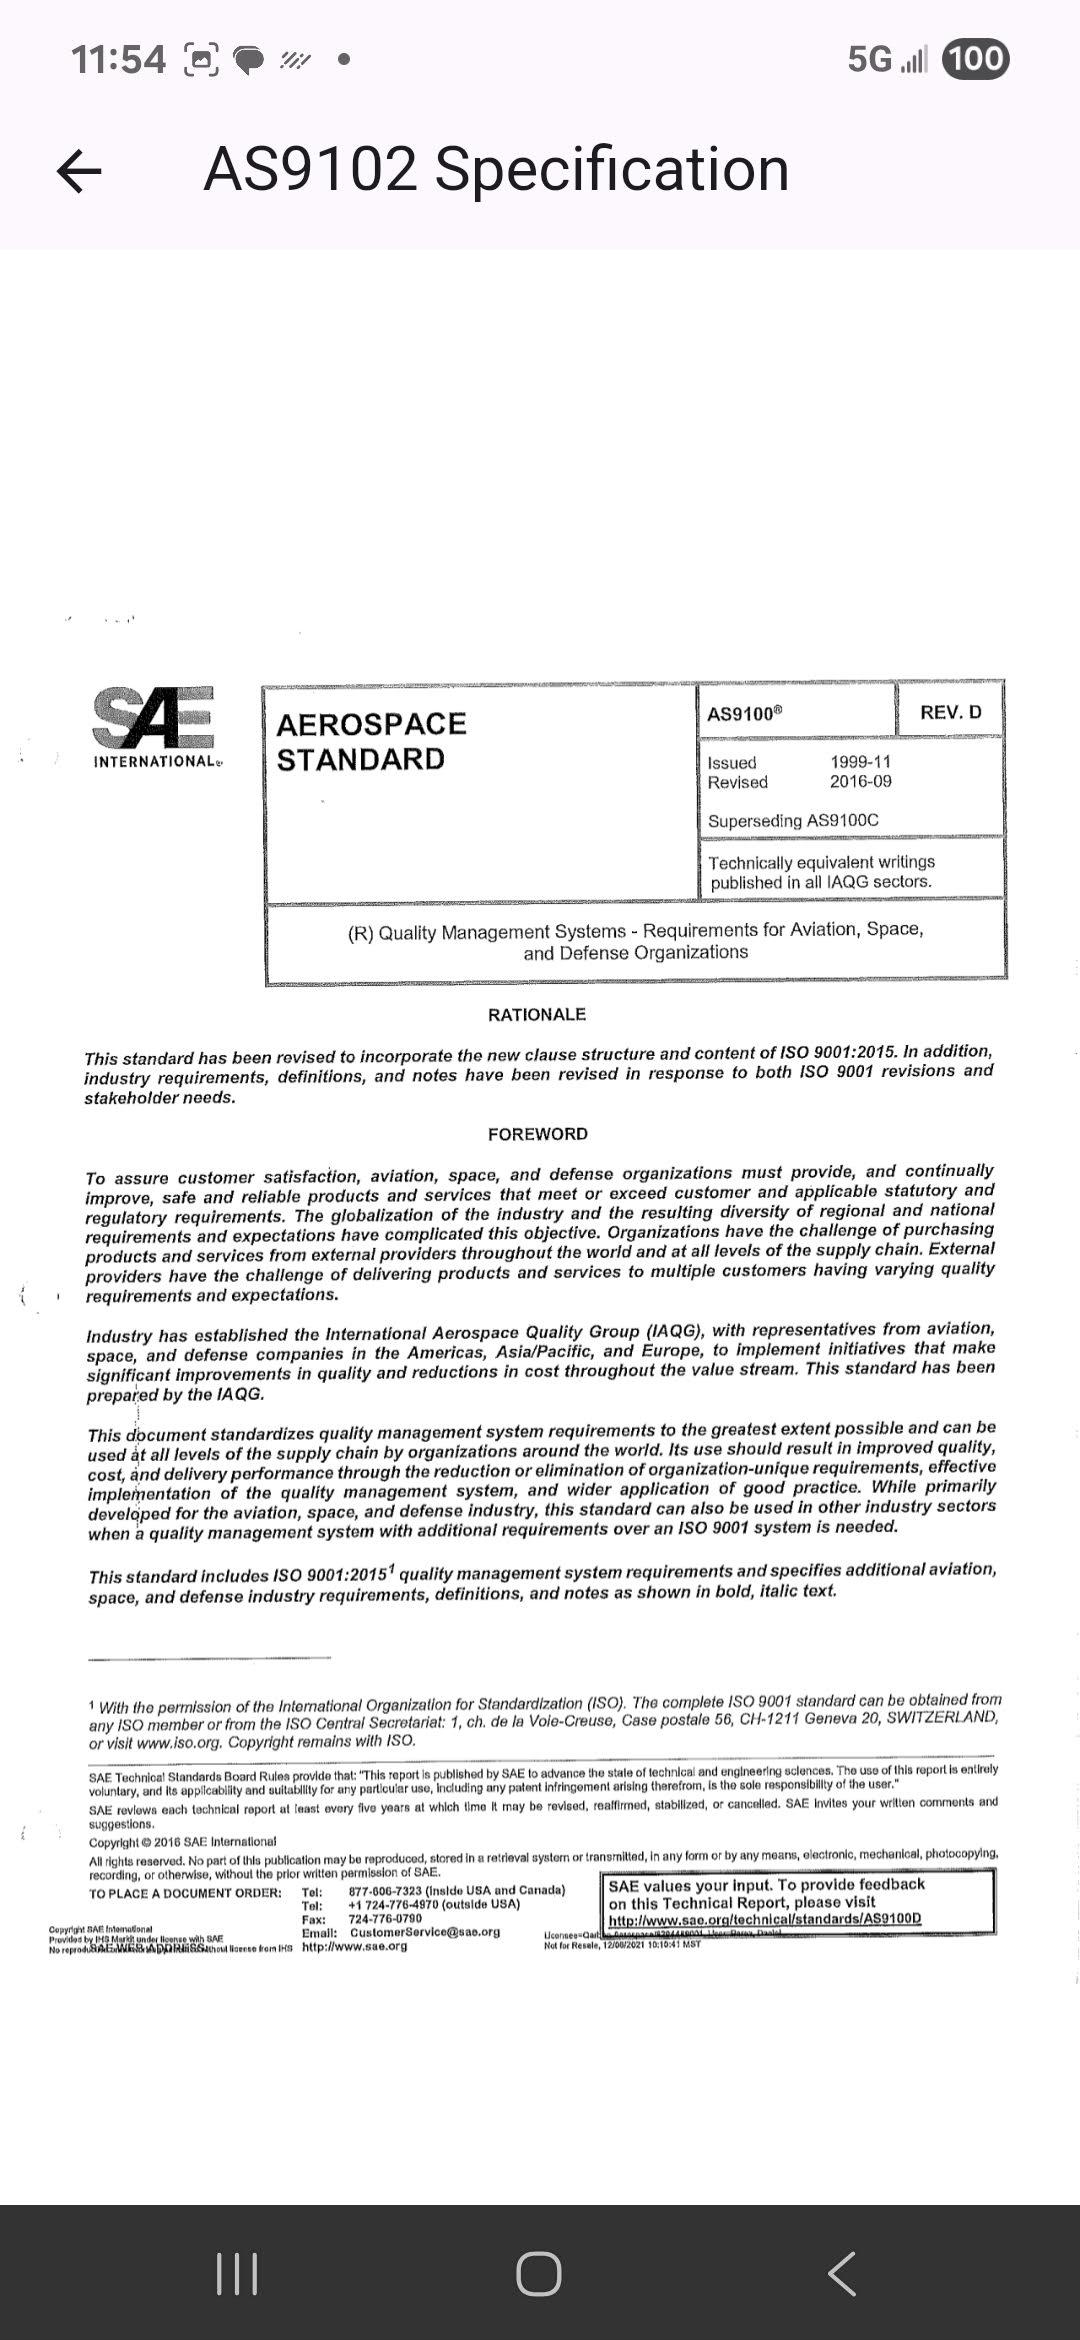 11:54
5G
100
AS9102 Specification
SAE
INTERNATIONAL®
AEROSPACE
STANDARD
AS9100®
REV. D
Issued 1999-11
Revised 2016-09
Superseding AS9100C
Technically equivalent writings
published in all IAQG sectors.
(R) Quality Management Systems - Requirements for Aviation, Space,
and Defense Organizations
RATIONALE
This standard has been revised to incorporate the new clause structure and content of ISO 9001:2015. In addition,
industry requirements, definitions, and notes have been revised in response to both ISO 9001 revisions and
stakeholder needs.
FOREWORD
To assure customer satisfaction, aviation, space, and defense organizations must provide, and continually
improve, safe and reliable products and services that meet or exceed customer and applicable statutory and
regulatory requirements. The globalization of the industry and the resulting diversity of regional and national
requirements and expectations have complicated this objective. Organizations have the challenge of purchasing
products and services from external providers throughout the world and at all levels of the supply chain. External
providers have the challenge of delivering products and services to multiple customers having varying quality
requirements and expectations.
Industry has established the International Aerospace Quality Group (IAQG), with representatives from aviation,
space, and defense companies in the Americas, Asia/Pacific, and Europe, to implement initiatives that make
significant improvements in quality and reductions in cost throughout the value stream. This standard has been
prepared by the IAQG.
This document standardizes quality management system requirements to the greatest extent possible and can be
used at all levels of the supply chain by organizations around the world. Its use should result in improved quality,
cost, and delivery performance through the reduction or elimination of organization-unique requirements, effective
implementation of the quality management system, and wider application of good practice. While primarily
developed for the aviation, space, and defense industry, this standard can also be used in other industry sectors
when a quality management system with additional requirements over an ISO 9001 system is needed.
This standard includes ISO 9001:2015¹ quality management system requirements and specifies additional aviation,
space, and defense industry requirements, definitions, and notes as shown in bold, italic text.
¹ With the permission of the International Organization for Standardization (ISO). The complete ISO 9001 standard can be obtained from
any ISO member or from the ISO Central Secretariat: 1, ch. de la Voie-Creuse, Case postale 56, CH-1211 Geneva 20, SWITZERLAND,
or visit www.iso.org. Copyright remains with ISO.
SAE Technical Standards Board Rules provide that: "This report is published by SAE to advance the state of technical and engineering sciences. The use of this report is entirely
voluntary, and its applicability and suitability for any particular use, including any patent infringement arising therefrom, is the sole responsibility of the user."
SAE reviews each technical report at least every five years at which time it may be revised, reaffirmed, stabilized, or cancelled. SAE invites your written comments and
suggestions.
Copyright © 2016 SAE International
All rights reserved. No part of this publication may be reproduced, stored in a retrieval system or transmitted, in any form or by any means, electronic, mechanical, photocopying,
recording, or otherwise, without the prior written permission of SAE.
TO PLACE A DOCUMENT ORDER: Tel: 877-606-7323 (inside USA and Canada)
Tel: +1 724-776-4970 (outside USA)
Fax: 724-776-0790
Email: CustomerService@sae.org
SAE WEB ADDRESS: http://www.sae.org
SAE values your input. To provide feedback
on this Technical Report, please visit
http://www.sae.org/technical/standards/AS9100D
Copyright SAE International
Provided by IHS Markit under license with SAE
license from IHS
Not for Resale, 12/08/2021 10:10:41 MST